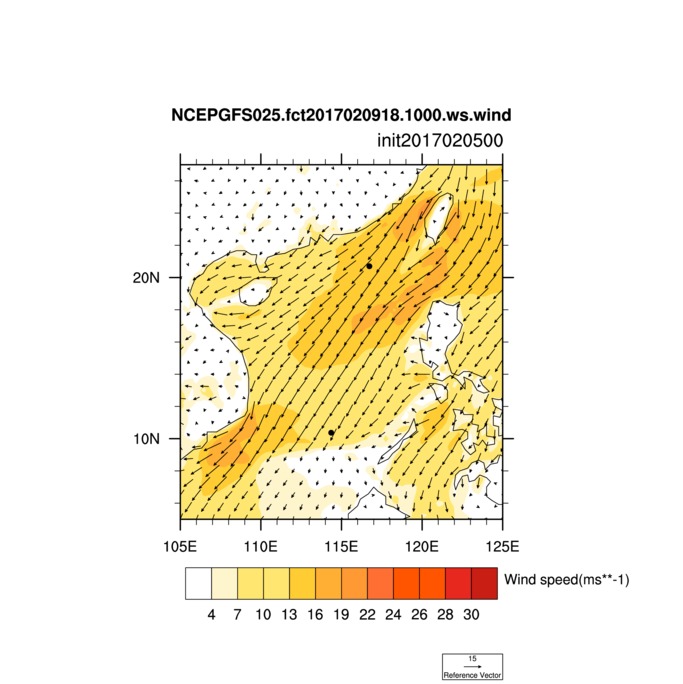 NCEPGFS025.fct2017020918.1000.ws.wind
init2017020500
20N
10N
105E 110E 115E 120E 125E
Wind speed(ms**-1)
4 7 10 13 16 19 22 24 26 28 30
15
Reference Vector